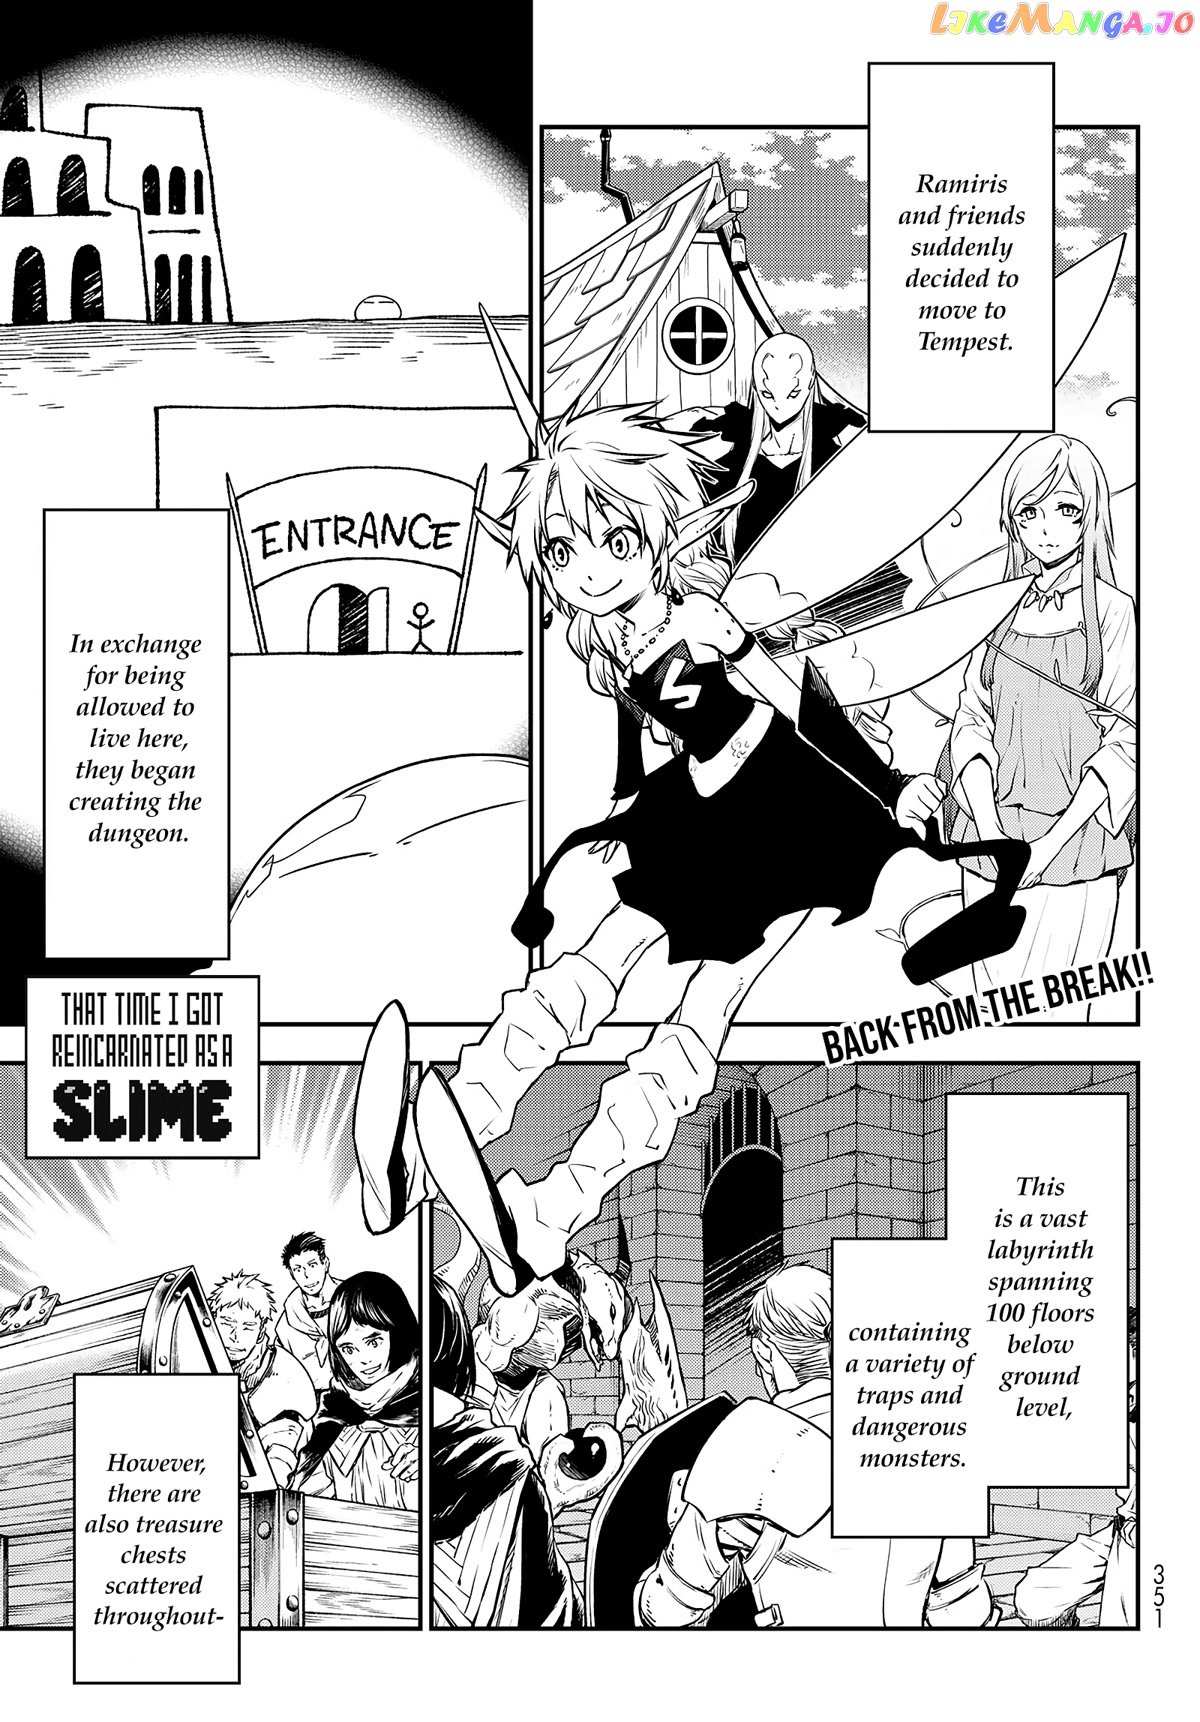 LIKEMANGA.IO
Ramiris
and friends
suddenly
decided to
move to
Tempest.
ENTRANCE
In exchange
for being
allowed to
live here,
they began
creating the
dungeon.
BACK FROM THE BREAK!!
THAT TIME I GOT
REINCARNATED AS A
SLIME
This
is a vast
labyrinth
spanning
100 floors
below
ground
level,
containing
a variety of
traps and
dangerous
monsters.
However,
there are
also treasure
chests
scattered
throughout-
351